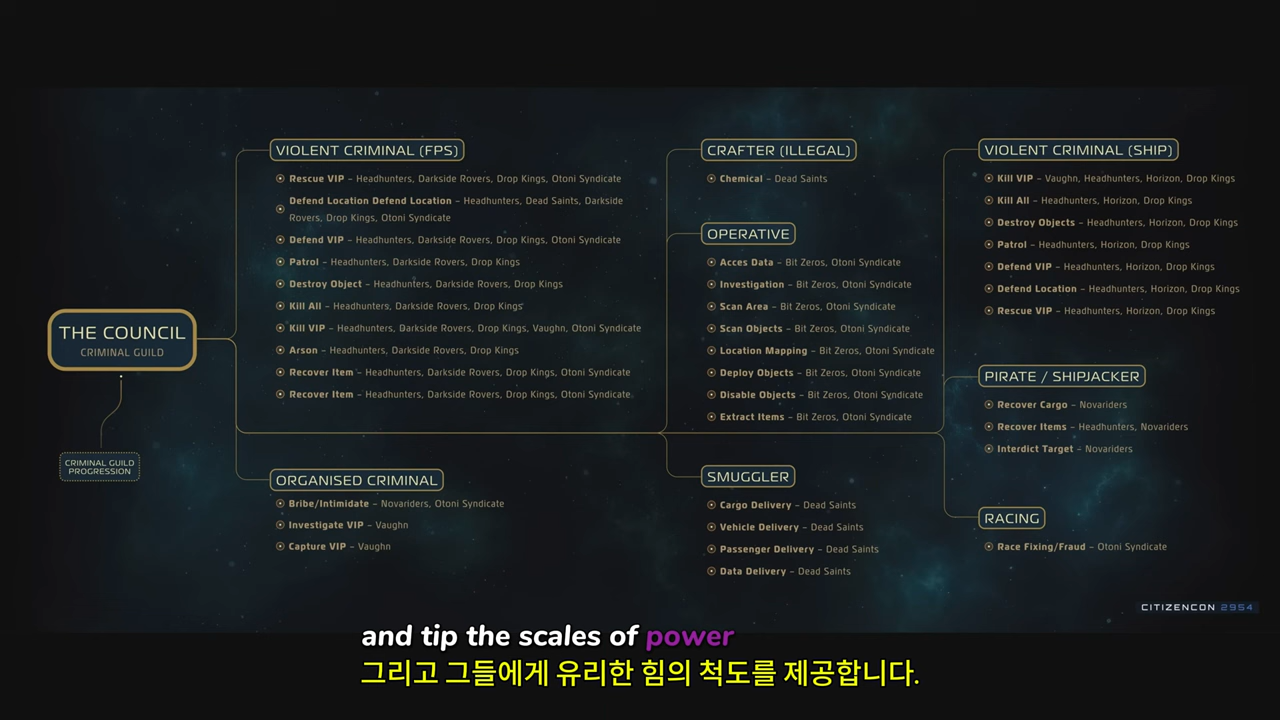 THE COUNCIL
CRIMINAL GUILD
CRIMINAL GUILD
PROGRESSION
VIOLENT CRIMINAL (FPS)
Rescue VIP – Headhunters, Darkside Rovers, Drop Kings, Otoni Syndicate
Defend Location Defend Location – Headhunters, Dead Saints, Darkside
Rovers, Drop Kings, Otoni Syndicate
Defend VIP – Headhunters, Darkside Rovers, Drop Kings, Otoni Syndicate
Patrol – Headhunters, Darkside Rovers, Drop Kings
Destroy Object – Headhunters, Darkside Rovers, Drop Kings
Kill All – Headhunters, Darkside Rovers, Drop Kings
Kill VIP – Headhunters, Darkside Rovers, Drop Kings, Vaughn, Otoni Syndicate
Arson – Headhunters, Darkside Rovers, Drop Kings
Recover Item – Headhunters, Darkside Rovers, Drop Kings, Otoni Syndicate
Recover Item – Headhunters, Darkside Rovers, Drop Kings, Otoni Syndicate
ORGANISED CRIMINAL
Bribe/Intimidate – Novariders, Otoni Syndicate
Investigate VIP – Vaughn
Capture VIP – Vaughn
CRAFTER (ILLEGAL)
Chemical – Dead Saints
OPERATIVE
Acces Data – Bit Zeros, Otoni Syndicate
Investigation – Bit Zeros, Otoni Syndicate
Scan Area – Bit Zeros, Otoni Syndicate
Scan Objects – Bit Zeros, Otoni Syndicate
Location Mapping – Bit Zeros, Otoni Syndicate
Deploy Objects – Bit Zeros, Otoni Syndicate
Disable Objects – Bit Zeros, Otoni Syndicate
Extract Items – Bit Zeros, Otoni Syndicate
SMUGGLER
Cargo Delivery – Dead Saints
Vehicle Delivery – Dead Saints
Passenger Delivery – Dead Saints
Data Delivery – Dead Saints
VIOLENT CRIMINAL (SHIP)
Kill VIP – Vaughn, Headhunters, Horizon, Drop Kings
Kill All – Headhunters, Horizon, Drop Kings
Destroy Objects – Headhunters, Horizon, Drop Kings
Patrol – Headhunters, Horizon, Drop Kings
Defend VIP – Headhunters, Horizon, Drop Kings
Defend Location – Headhunters, Horizon, Drop Kings
Rescue VIP – Headhunters, Horizon, Drop Kings
PIRATE / SHIPJACKER
Recover Cargo – Novariders
Recover Items – Headhunters, Novariders
Interdict Target – Novariders
RACING
Race Fixing/Fraud – Otoni Syndicate
CITIZENCON 2954
and tip the scales of power
그리고 그들에게 유리한 힘의 척도를 제공합니다.